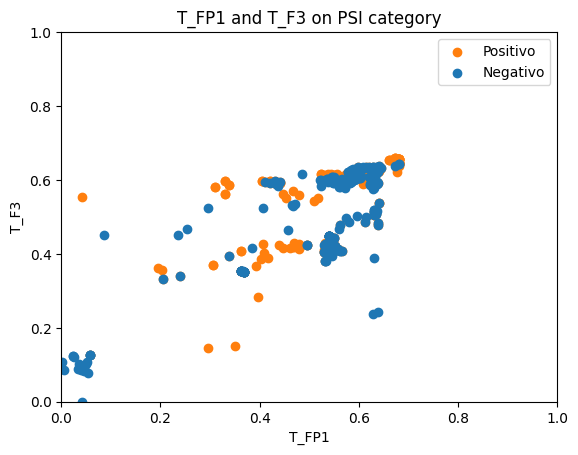 T_FP1 and T_F3 on PSI category
Positivo
Negativo
T_F3
1.0
0.8
0.6
0.4
0.2
0.0
0.0 0.2 0.4 0.6 0.8 1.0
T_FP1